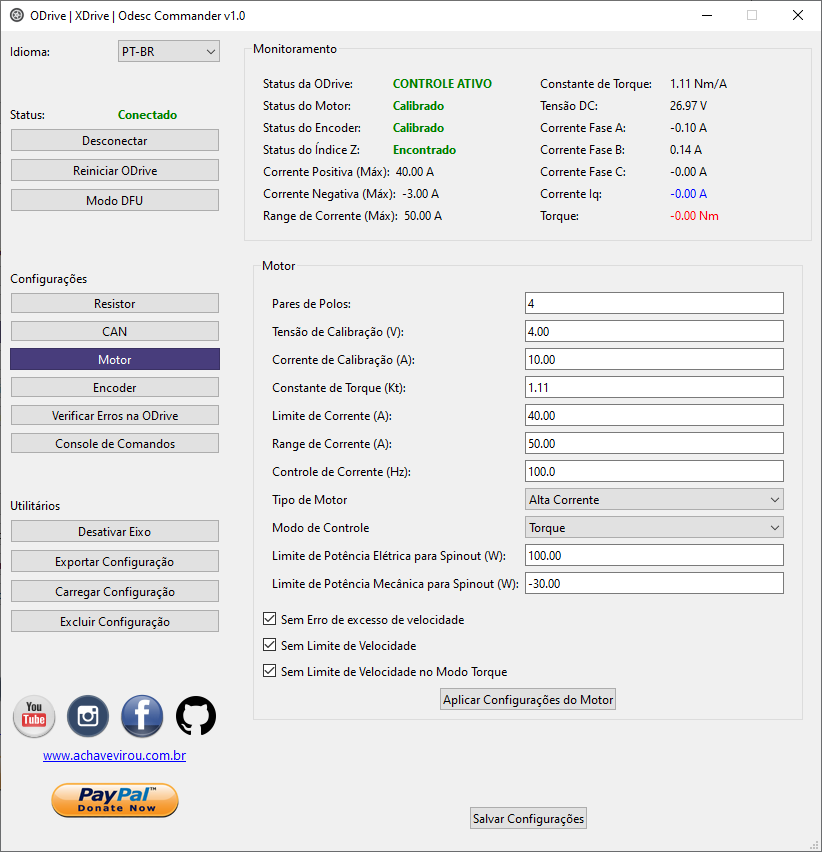 ODrive | XDrive | Odesc Commander v1.0
Idioma: PT-BR
Status: Conectado
Desconectar
Reiniciar ODrive
Modo DFU
Monitoramento
Status da ODrive: CONTROLE ATIVO Constante de Torque: 1.11 Nm/A
Status do Motor: Calibrado Tensão DC: 26.97 V
Status do Encoder: Calibrado Corrente Fase A: -0.10 A
Status do Índice Z: Encontrado Corrente Fase B: 0.14 A
Corrente Positiva (Máx): 40.00 A Corrente Fase C: -0.00 A
Corrente Negativa (Máx): -3.00 A Corrente Iq: -0.00 A
Range de Corrente (Máx): 50.00 A Torque: -0.00 Nm
Configurações
Resistor
CAN
Motor
Encoder
Verificar Erros na ODrive
Console de Comandos
Motor
Pares de Polos: 4
Tensão de Calibração (V): 4.00
Corrente de Calibração (A): 10.00
Constante de Torque (Kt): 1.11
Limite de Corrente (A): 40.00
Range de Corrente (A): 50.00
Controle de Corrente (Hz): 100.0
Tipo de Motor Alta Corrente
Modo de Controle Torque
Limite de Potência Elétrica para Spinout (W): 100.00
Limite de Potência Mecânica para Spinout (W): -30.00
Sem Erro de excesso de velocidade
Sem Limite de Velocidade
Sem Limite de Velocidade no Modo Torque
Aplicar Configurações do Motor
Utilitários
Desativar Eixo
Exportar Configuração
Carregar Configuração
Excluir Configuração
You
Tube
f
www.achavevirou.com.br
PayPal™
Donate Now
Salvar Configurações